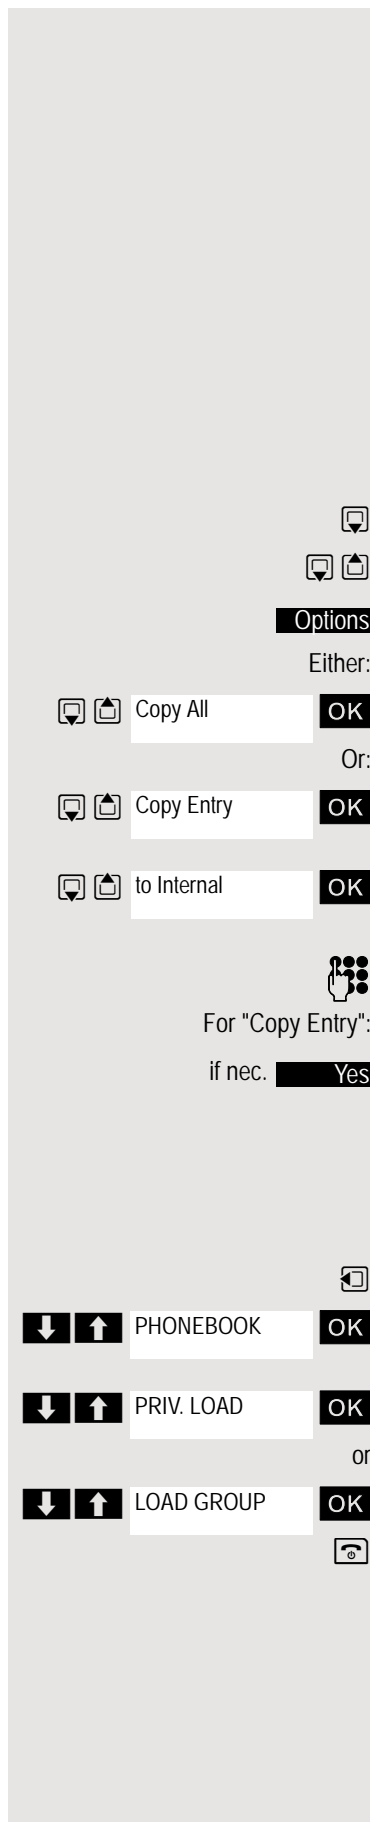 Options
Either:
Copy All OK
Or:
Copy Entry OK
to Internal OK
For "Copy Entry":
if nec. Yes
PHONEBOOK OK
PRIV. LOAD OK
or
LOAD GROUP OK